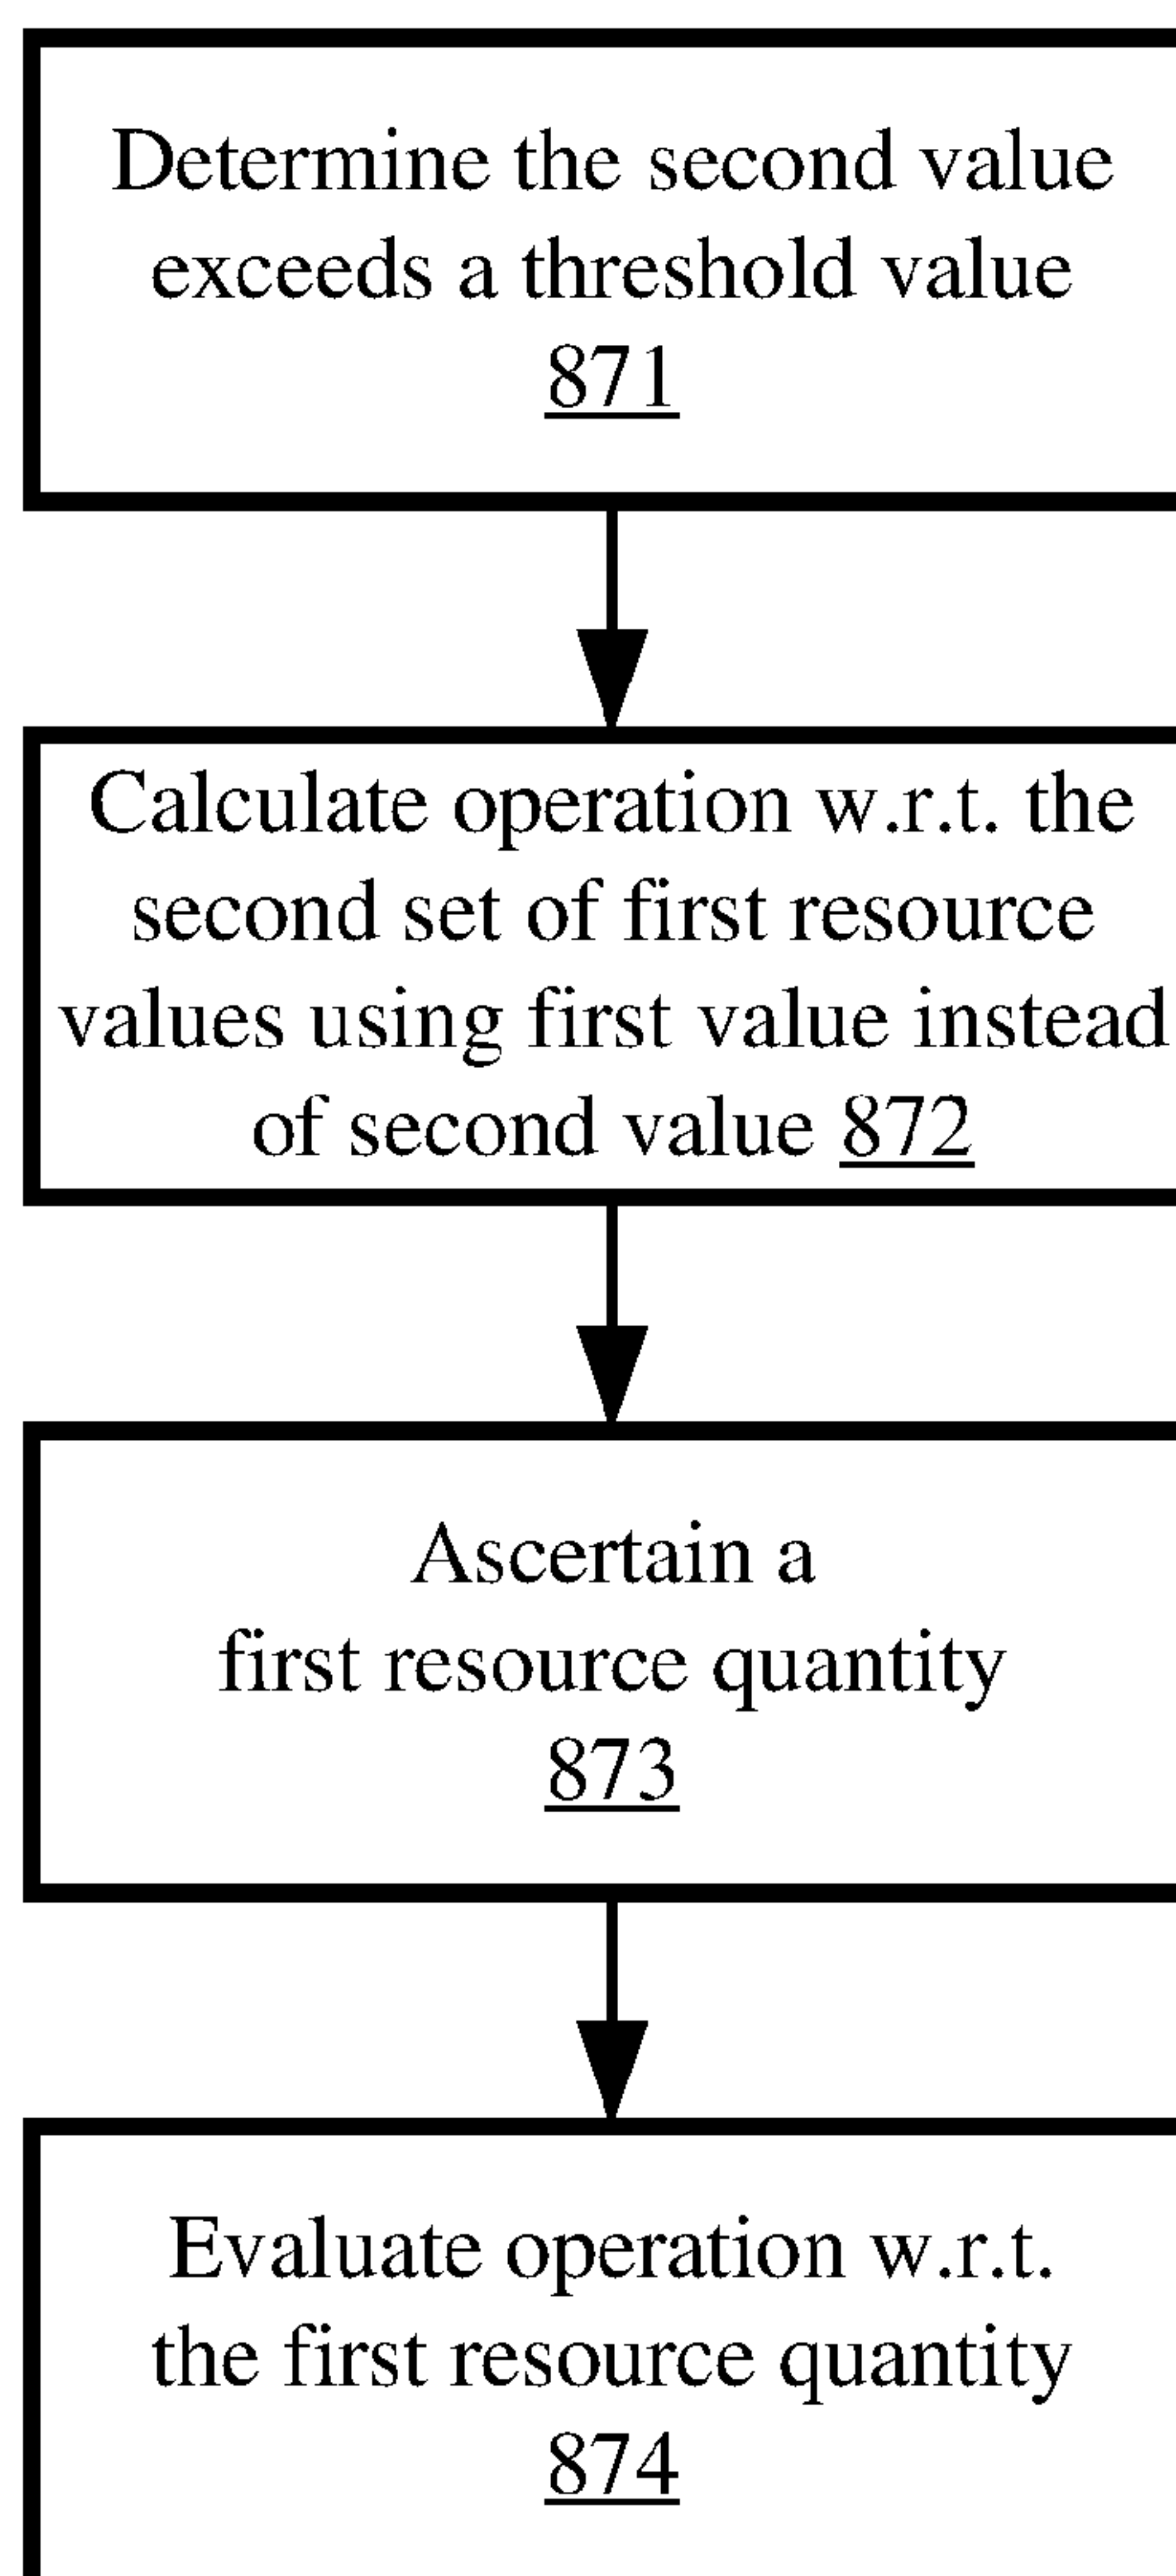 Determine the second value
exceeds a threshold value
871
Calculate operation w.r.t. the
second set of first resource
values using first value instead
of second value 872
Ascertain a
first resource quantity
873
Evaluate operation w.r.t.
the first resource quantity
874